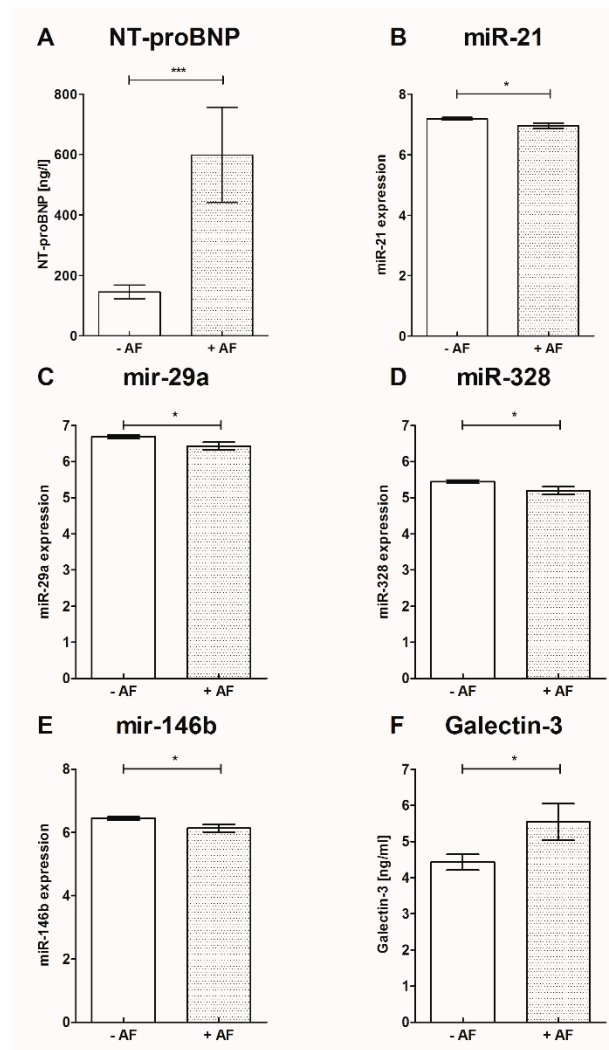 A NT-proBNP
***
800
600
400
200
0
NT-proBNP [ng/l]
- AF + AF
B miR-21
*
8
6
4
2
0
miR-21 expression
- AF + AF
C mir-29a
*
7
6
5
4
3
2
1
0
miR-29a expression
- AF + AF
D miR-328
*
7
6
5
4
3
2
1
0
miR-328 expression
- AF + AF
E mir-146b
*
8
6
4
2
0
miR-146b expression
- AF + AF
F Galectin-3
*
7
6
5
4
3
2
1
0
Galectin-3 [ng/ml]
- AF + AF